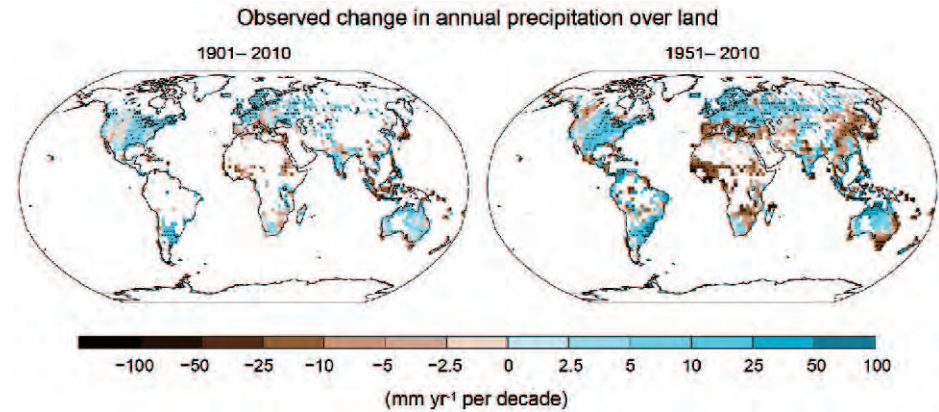 Observed change in annual precipitation over land
1901– 2010
1951– 2010
−100 −50 −25 −10 −5 −2.5 0 2.5 5 10 25 50 100
(mm yr⁻¹ per decade)